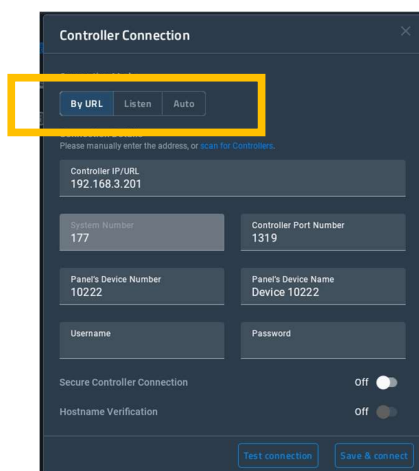 Controller Connection
By URL Listen Auto
Please manually enter the address, or scan for Controllers.
Controller IP/URL
192.168.3.201
System Number
177
Controller Port Number
1319
Panel's Device Number
10222
Panel's Device Name
Device 10222
Username
Password
Secure Controller Connection
Off
Hostname Verification
Off
Test connection
Save & connect